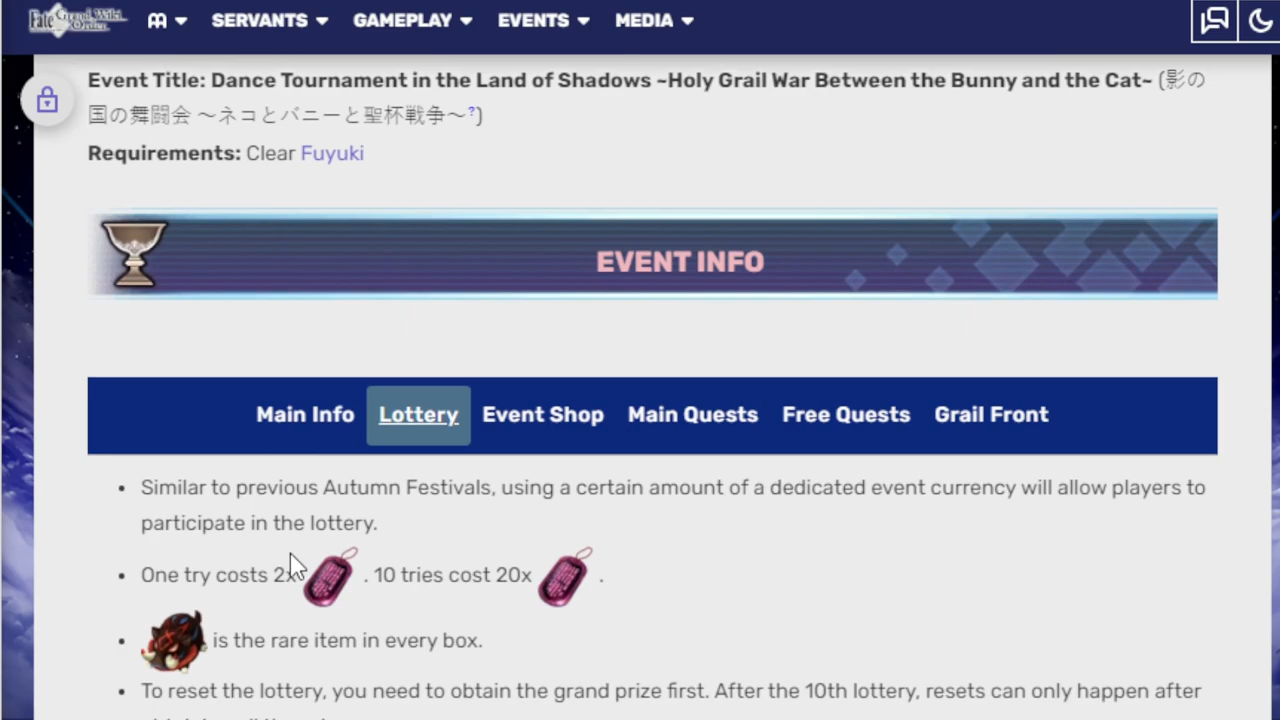 Fate Grand Order Wiki
SERVANTS GAMEPLAY EVENTS MEDIA
Event Title: Dance Tournament in the Land of Shadows ~Holy Grail War Between the Bunny and the Cat~ (影の
国の舞闘会 ～ネコとバニーと聖杯戦争～?)
Requirements: Clear Fuyuki
EVENT INFO
Main Info Lottery Event Shop Main Quests Free Quests Grail Front
• Similar to previous Autumn Festivals, using a certain amount of a dedicated event currency will allow players to
participate in the lottery.
• One try costs 2x . 10 tries cost 20x .
• is the rare item in every box.
• To reset the lottery, you need to obtain the grand prize first. After the 10th lottery, resets can only happen after